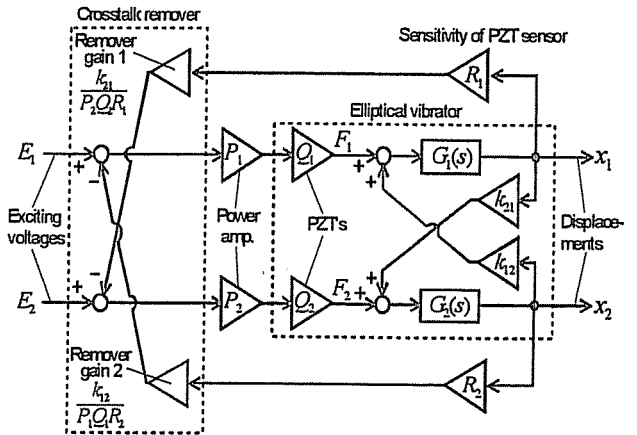 Crosstalk remover
Remover
gain 1
k21
P2Q2R1
Sensitivity of PZT sensor
R1
Elliptical vibrator
E1
+
−
P1
Q1
F1
+
+
G1(s)
x1
k21
Exciting
voltages
Power
amp.
PZT's
Displace-
ments
k12
+
−
E2
P2
Q2
F2
+
+
G2(s)
x2
Remover
gain 2
k12
P1Q1R2
R2